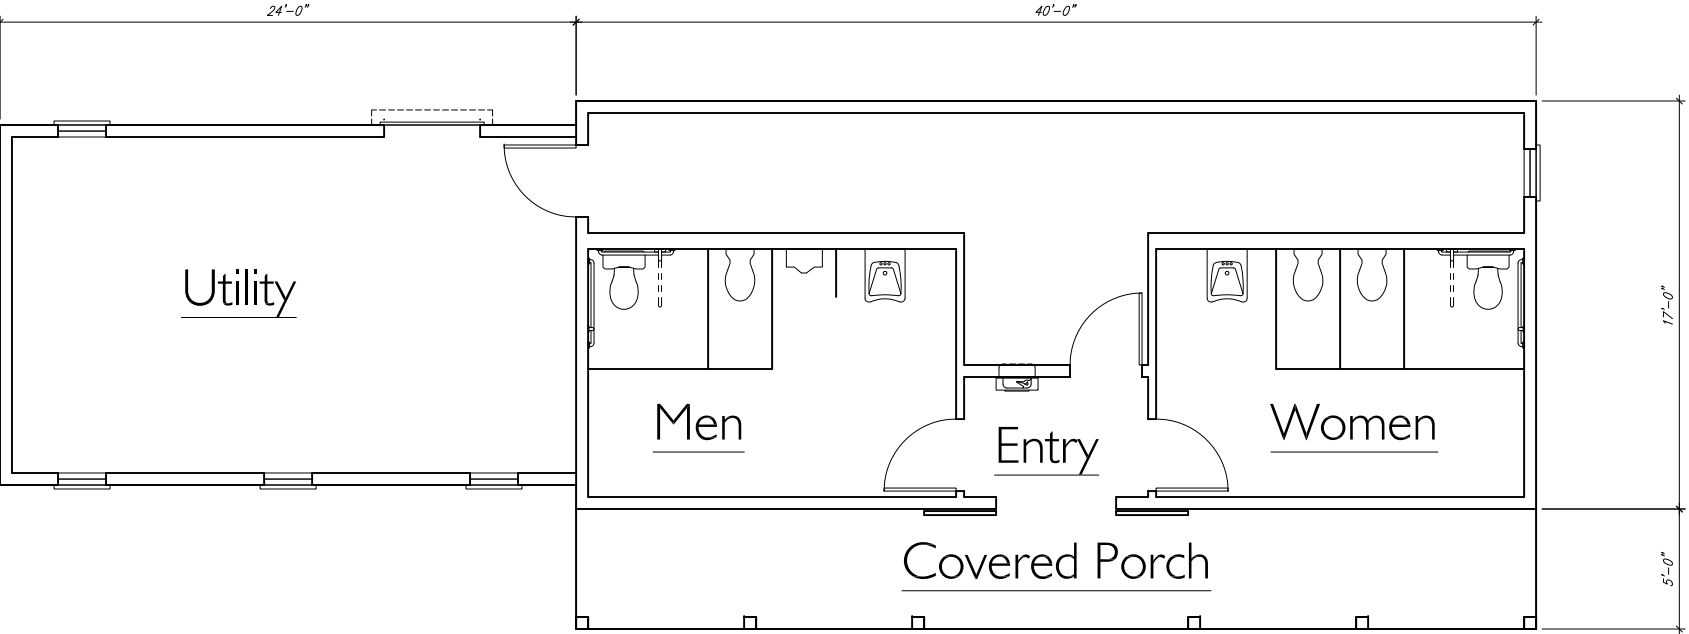 24'-0"
40'-0"
Utility
17'-0"
Men
Women
Entry
Covered Porch
5'-0"